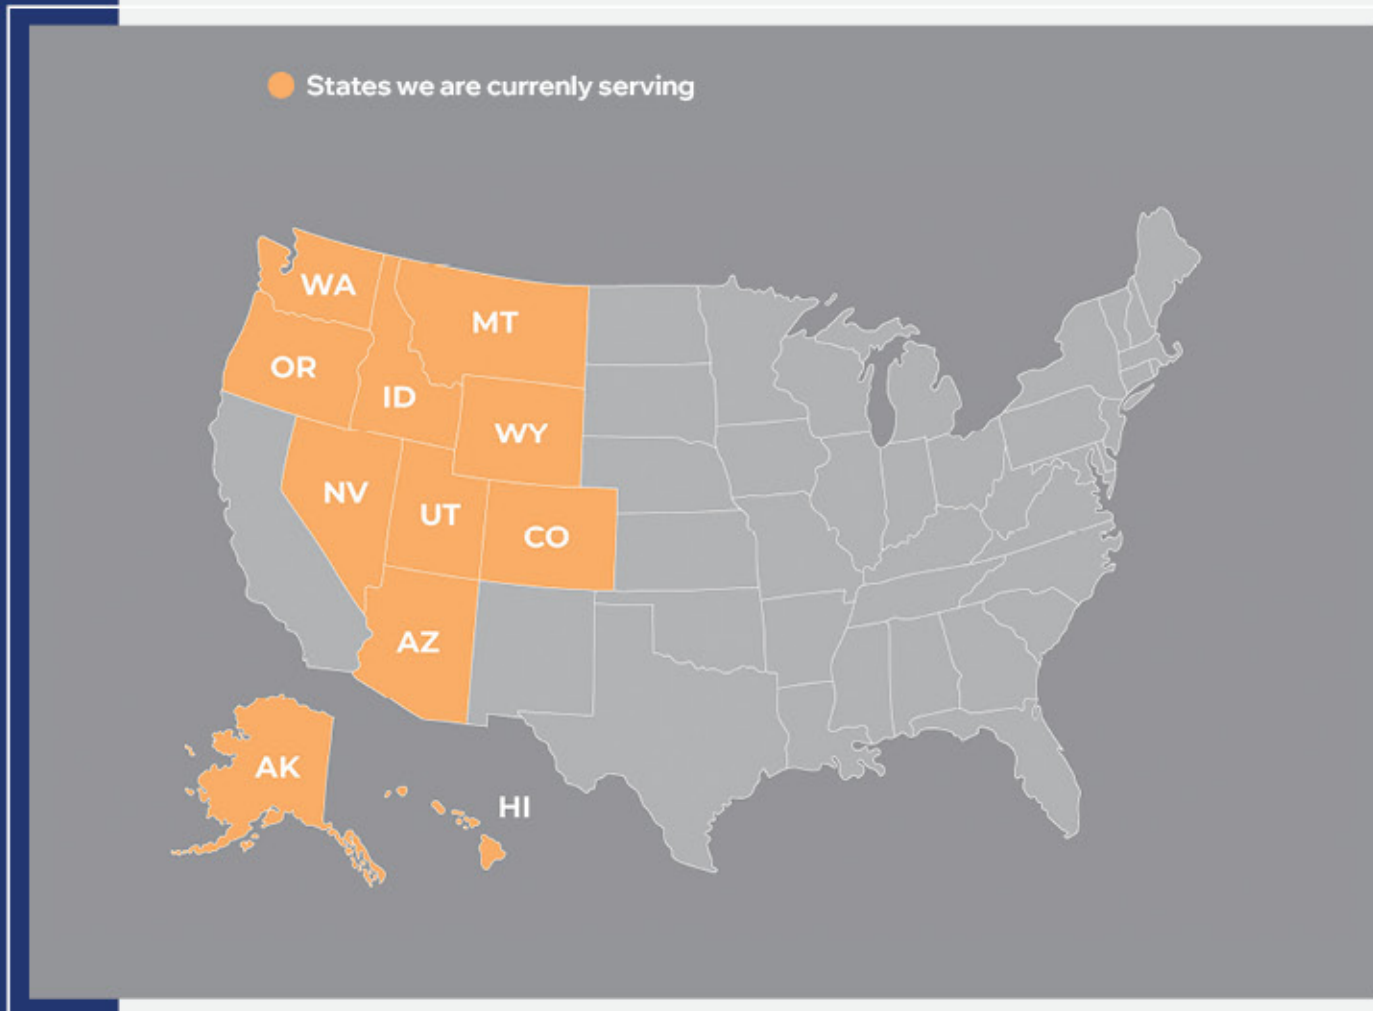 States we are currenly serving
WA
MT
OR
ID
WY
NV
UT
CO
AZ
AK
HI